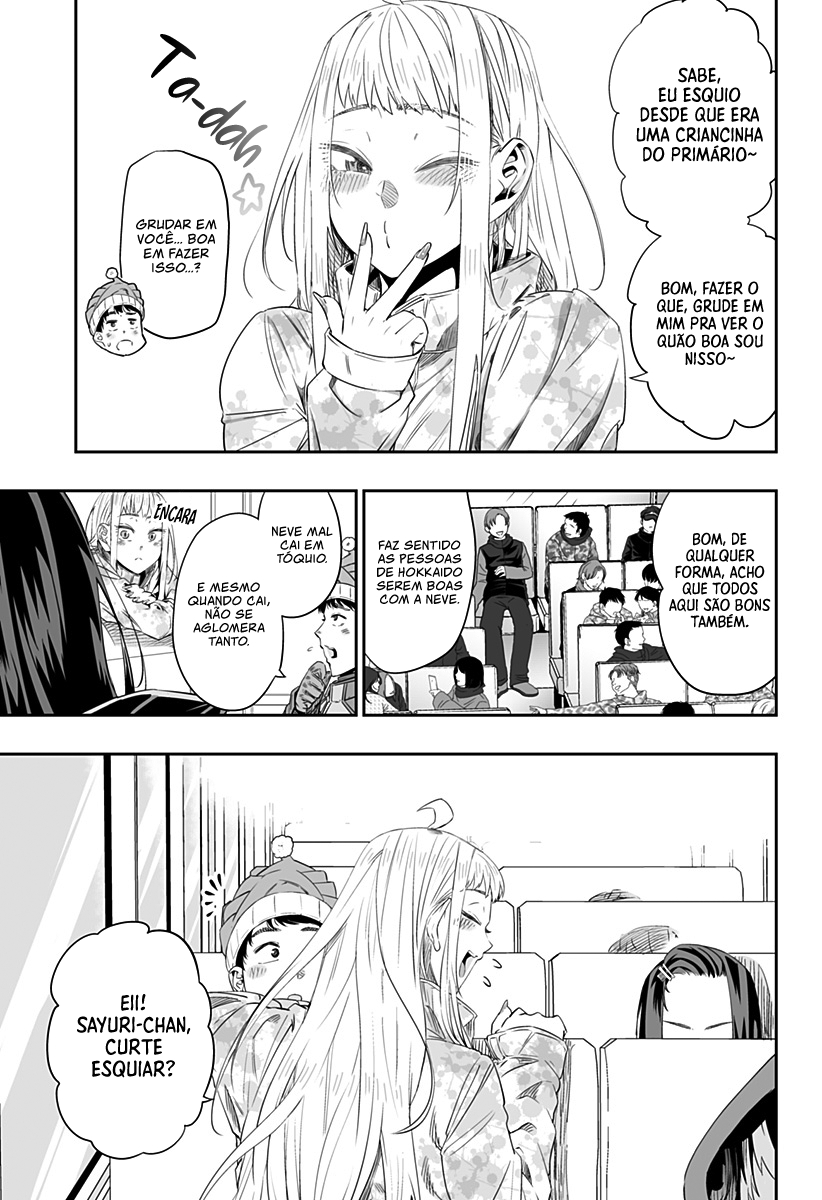 SABE,
EU ESQUIO
DESDE QUE ERA
UMA CRIANCINHA
DO PRIMÁRIO~
Ta-dah
GRUDAR EM
VOCÊ... BOA
EM FAZER
ISSO...?
BOM, FAZER O
QUE, GRUDE EM
MIM PRA VER O
QUÃO BOA SOU
NISSO~
BOM, DE
QUALQUER
FORMA, ACHO
QUE TODOS
AQUI SÃO BONS
TAMBÉM.
FAZ SENTIDO
AS PESSOAS
DE HOKKAIDO
SEREM BOAS
COM A NEVE.
NEVE MAL
CAI EM
TÓQUIO.
E MESMO
QUANDO CAI,
NÃO SE
AGLOMERA
TANTO.
ENCARA
EII!
SAYURI-CHAN,
CURTE
ESQUIAR?